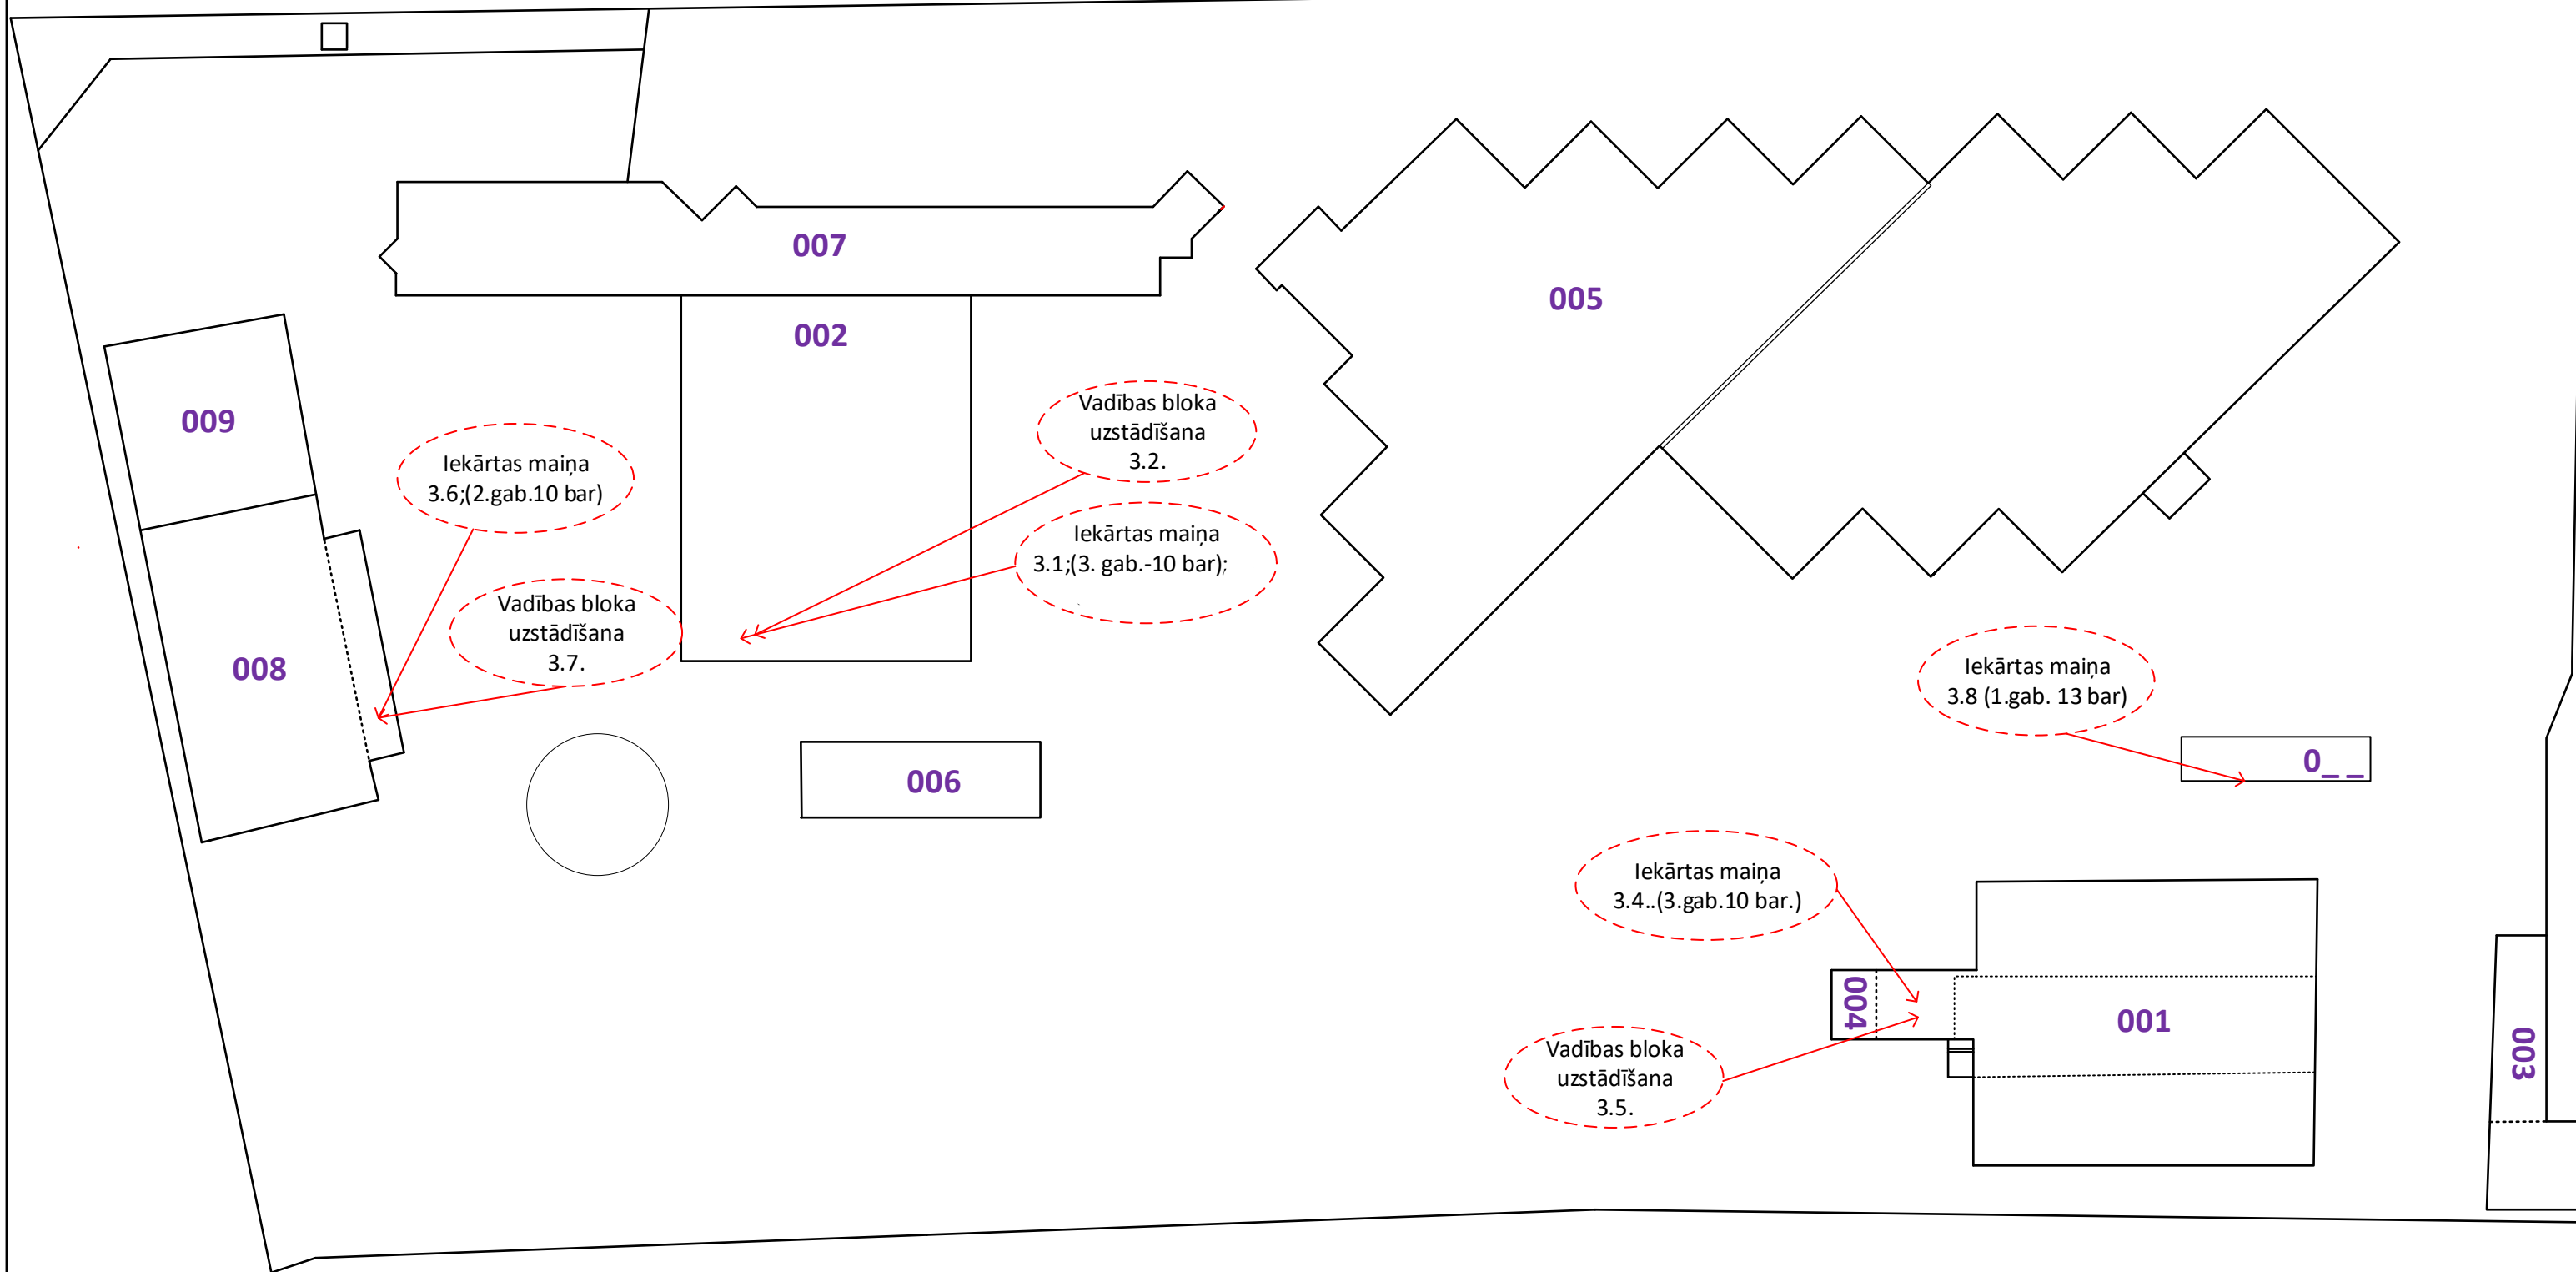 007
005
002
009
Vadības bloka
uzstādīšana
3.2.
Iekārtas maiņa
3.6;(2.gab.10 bar)
Iekārtas maiņa
3.1;(3. gab.-10 bar);
Vadības bloka
uzstādīšana
3.7.
008
Iekārtas maiņa
3.8 (1.gab. 13 bar)
006
0_ _
Iekārtas maiņa
3.4..(3.gab.10 bar.)
004
001
003
Vadības bloka
uzstādīšana
3.5.